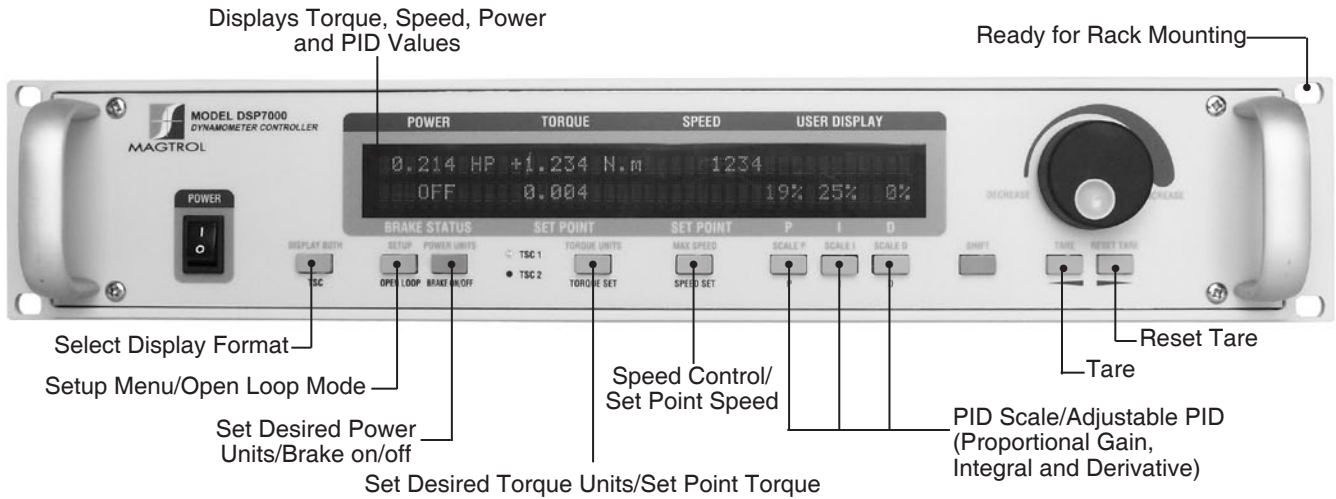 Displays Torque, Speed, Power
and PID Values
Ready for Rack Mounting
MODEL DSP7000
DYNAMOMETER CONTROLLER
MAGTROL
POWER TORQUE SPEED USER DISPLAY
0.214 HP +1.234 N.m 1234
OFF 0.004 19% 25% 0%
BRAKE STATUS SET POINT SET POINT P I D
POWER
I
O
DECREASE INCREASE
DISPLAY BOTH SETUP POWER UNITS TSC 1 TORQUE UNITS MAX SPEED SCALE P SCALE I SCALE D SHIFT TARE RESET TARE
TSC OPEN LOOP BRAKE ON/OFF TSC 2 TORQUE SET SPEED SET P D
Select Display Format
Reset Tare
Setup Menu/Open Loop Mode
Tare
Speed Control/
Set Point Speed
Set Desired Power
Units/Brake on/off
PID Scale/Adjustable PID
(Proportional Gain,
Integral and Derivative)
Set Desired Torque Units/Set Point Torque